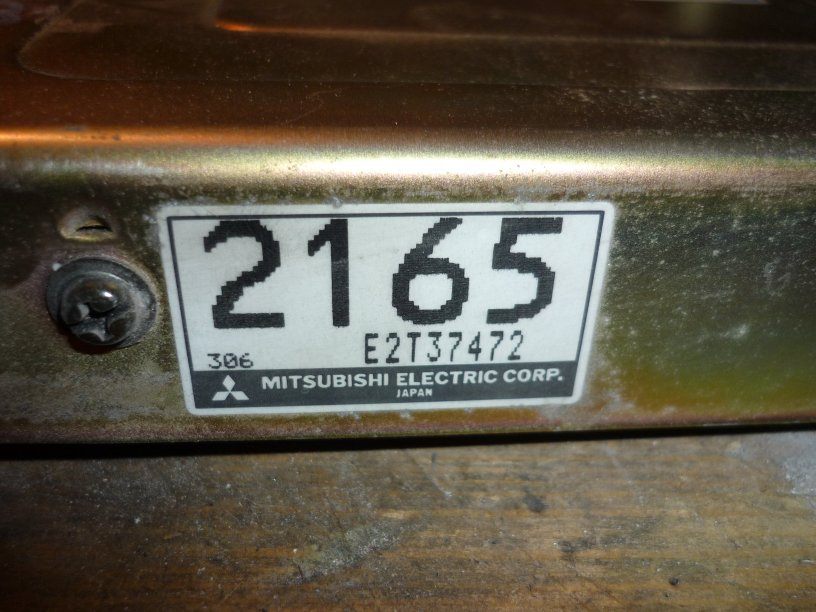 2165
E2T37472
306
MITSUBISHI ELECTRIC CORP.
JAPAN